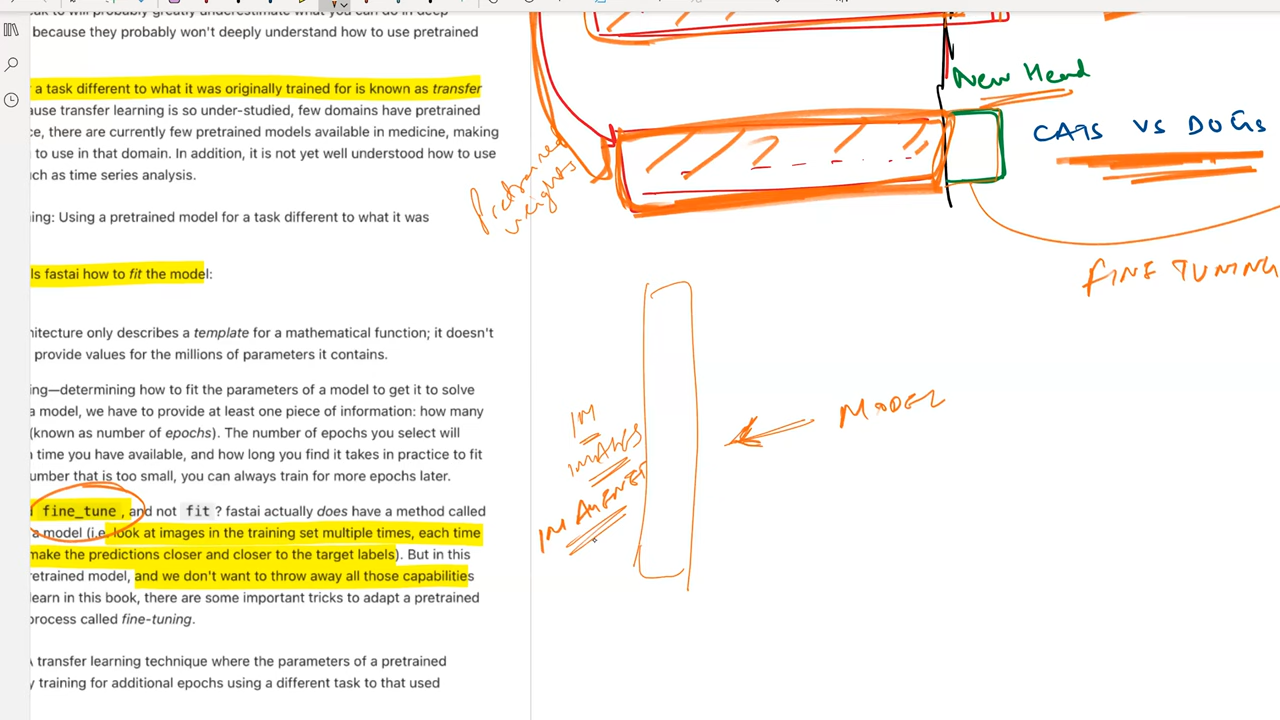 because they probably won't deeply understand how to use pretrained
a task different to what it was originally trained for is known as transfer
ause transfer learning is so under-studied, few domains have pretrained
ce, there are currently few pretrained models available in medicine, making
to use in that domain. In addition, it is not yet well understood how to use
uch as time series analysis.
ning: Using a pretrained model for a task different to what it was
ls fastai how to fit the model:
hitecture only describes a template for a mathematical function; it doesn't
provide values for the millions of parameters it contains.
ing—determining how to fit the parameters of a model to get it to solve
a model, we have to provide at least one piece of information: how many
(known as number of epochs). The number of epochs you select will
n time you have available, and how long you find it takes in practice to fit
umber that is too small, you can always train for more epochs later.
fine_tune, and not fit? fastai actually does have a method called
a model (i.e. look at images in the training set multiple times, each time
make the predictions closer and closer to the target labels). But in this
retrained model, and we don't want to throw away all those capabilities
learn in this book, there are some important tricks to adapt a pretrained
process called fine-tuning.
A transfer learning technique where the parameters of a pretrained
y training for additional epochs using a different task to that used
New Head
CATS VS DOGS
Pretrained
weights
FINE TUNING
1M
IMAGES
IMAGENET
MODEL